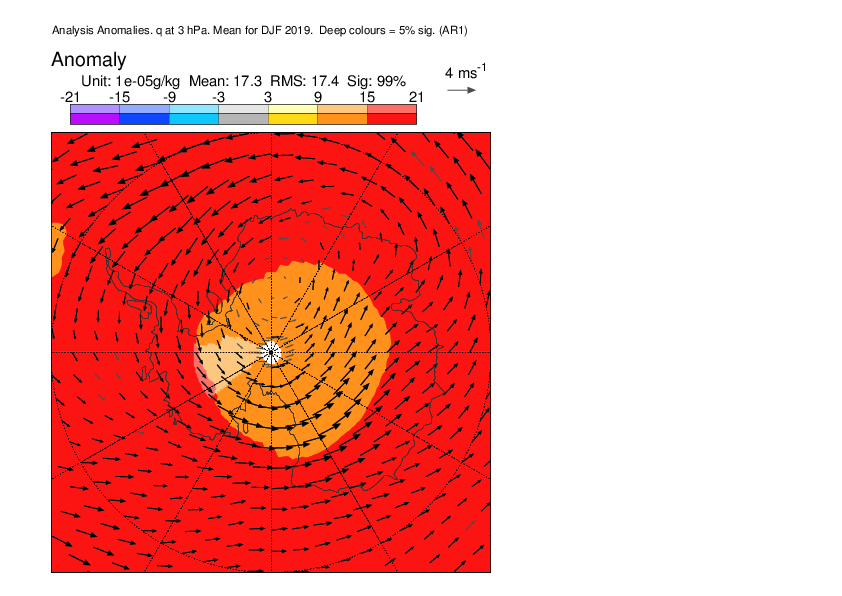 Analysis Anomalies. q at 3 hPa. Mean for DJF 2019.  Deep colours = 5% sig. (AR1)
Anomaly
4 ms-1
Unit: 1e-05g/kg  Mean: 17.3  RMS: 17.4  Sig: 99%
-21 -15 -9 -3 3 9 15 21